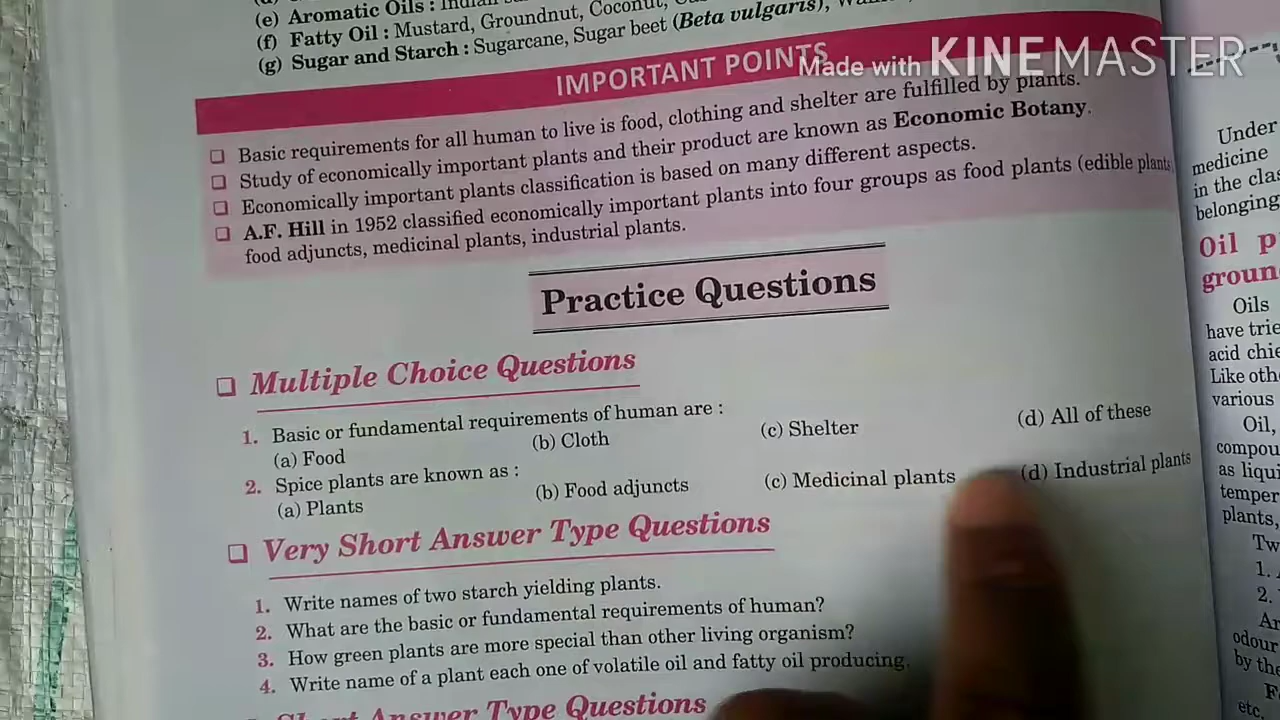 (e) Aromatic Oils : Indian
(f) Fatty Oil : Mustard, Groundnut, Coconut,
(g) Sugar and Starch : Sugarcane, Sugar beet (Beta vulgaris),
IMPORTANT POINTS
Made with KINEMASTER
❑ Basic requirements for all human to live is food, clothing and shelter are fulfilled by plants.
❑ Study of economically important plants and their product are known as Economic Botany.
❑ Economically important plants classification is based on many different aspects.
❑ A.F. Hill in 1952 classified economically important plants into four groups as food plants (edible plants
food adjuncts, medicinal plants, industrial plants.
Practice Questions
❑ Multiple Choice Questions
1. Basic or fundamental requirements of human are :
(a) Food (b) Cloth (c) Shelter (d) All of these
2. Spice plants are known as :
(a) Plants (b) Food adjuncts (c) Medicinal plants (d) Industrial plants
❑ Very Short Answer Type Questions
1. Write names of two starch yielding plants.
2. What are the basic or fundamental requirements of human?
3. How green plants are more special than other living organism?
4. Write name of a plant each one of volatile oil and fatty oil producing.
Short Answer Type Questions
Under
medicine
in the clas
belonging
Oil p
groun
Oils
have trie
acid chie
Like oth
various
Oil,
compou
as liqui
temper
plants,
Tw
1.
2.
Ar
odour
by the
F
etc.